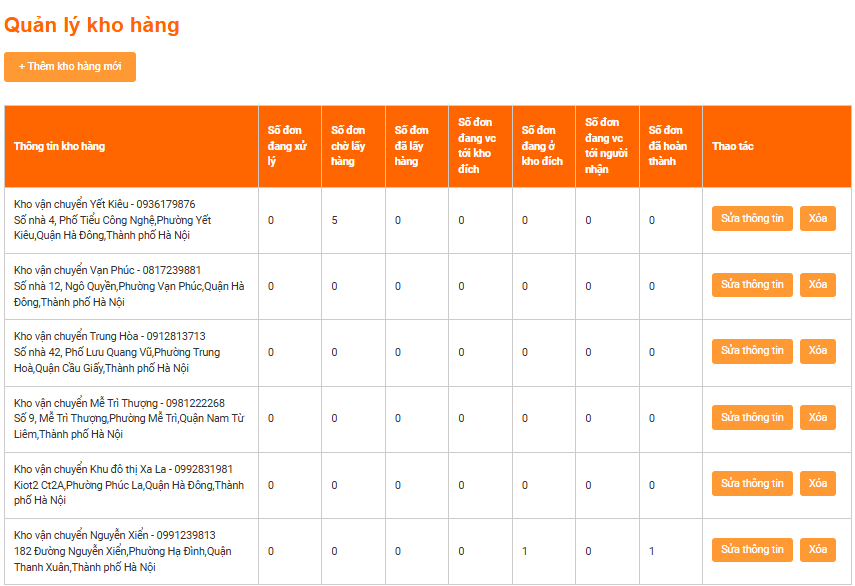 Quản lý kho hàng
+ Thêm kho hàng mới
Thông tin kho hàng
Số đơn
đang xử
lý
Số đơn
chờ lấy
hàng
Số đơn
đã lấy
hàng
Số đơn
đang vc
tới kho
đích
Số đơn
đang ở
kho đích
Số đơn
đang vc
tới người
nhận
Số đơn
đã hoàn
thành
Thao tác
Kho vận chuyển Yết Kiêu - 0936179876
Số nhà 4, Phố Tiểu Công Nghệ,Phường Yết
Kiêu,Quận Hà Đông,Thành phố Hà Nội
0 5 0 0 0 0 0 Sửa thông tin Xóa
Kho vận chuyển Vạn Phúc - 0817239881
Số nhà 12, Ngô Quyền,Phường Vạn Phúc,Quận Hà
Đông,Thành phố Hà Nội
0 0 0 0 0 0 0 Sửa thông tin Xóa
Kho vận chuyển Trung Hòa - 0912813713
Số nhà 42, Phố Lưu Quang Vũ,Phường Trung
Hoà,Quận Cầu Giấy,Thành phố Hà Nội
0 0 0 0 0 0 0 Sửa thông tin Xóa
Kho vận chuyển Mễ Trì Thượng - 0981222268
Số 9, Mễ Trì Thượng,Phường Mễ Trì,Quận Nam Từ
Liêm,Thành phố Hà Nội
0 0 0 0 0 0 0 Sửa thông tin Xóa
Kho vận chuyển Khu đô thị Xa La - 0992831981
Kiot2 Ct2A,Phường Phúc La,Quận Hà Đông,Thành
phố Hà Nội
0 0 0 0 0 0 0 Sửa thông tin Xóa
Kho vận chuyển Nguyễn Xiển - 0991239813
182 Đường Nguyễn Xiển,Phường Hạ Đình,Quận
Thanh Xuân,Thành phố Hà Nội
0 0 0 0 1 0 1 Sửa thông tin Xóa